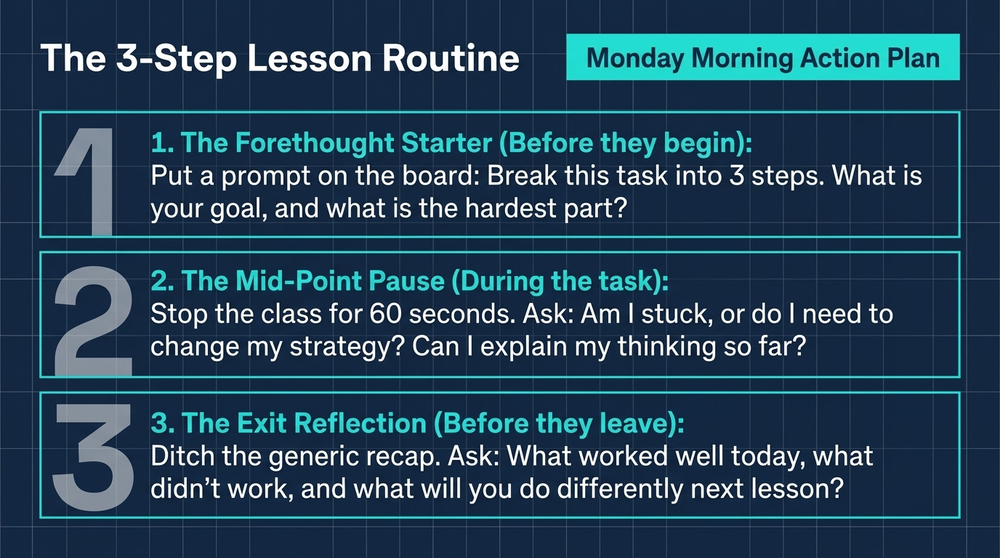 The 3-Step Lesson Routine
Monday Morning Action Plan
1
1. The Forethought Starter (Before they begin):
Put a prompt on the board: Break this task into 3 steps. What is
your goal, and what is the hardest part?
2
2. The Mid-Point Pause (During the task):
Stop the class for 60 seconds. Ask: Am I stuck, or do I need to
change my strategy? Can I explain my thinking so far?
3
3. The Exit Reflection (Before they leave):
Ditch the generic recap. Ask: What worked well today, what
didn’t work, and what will you do differently next lesson?